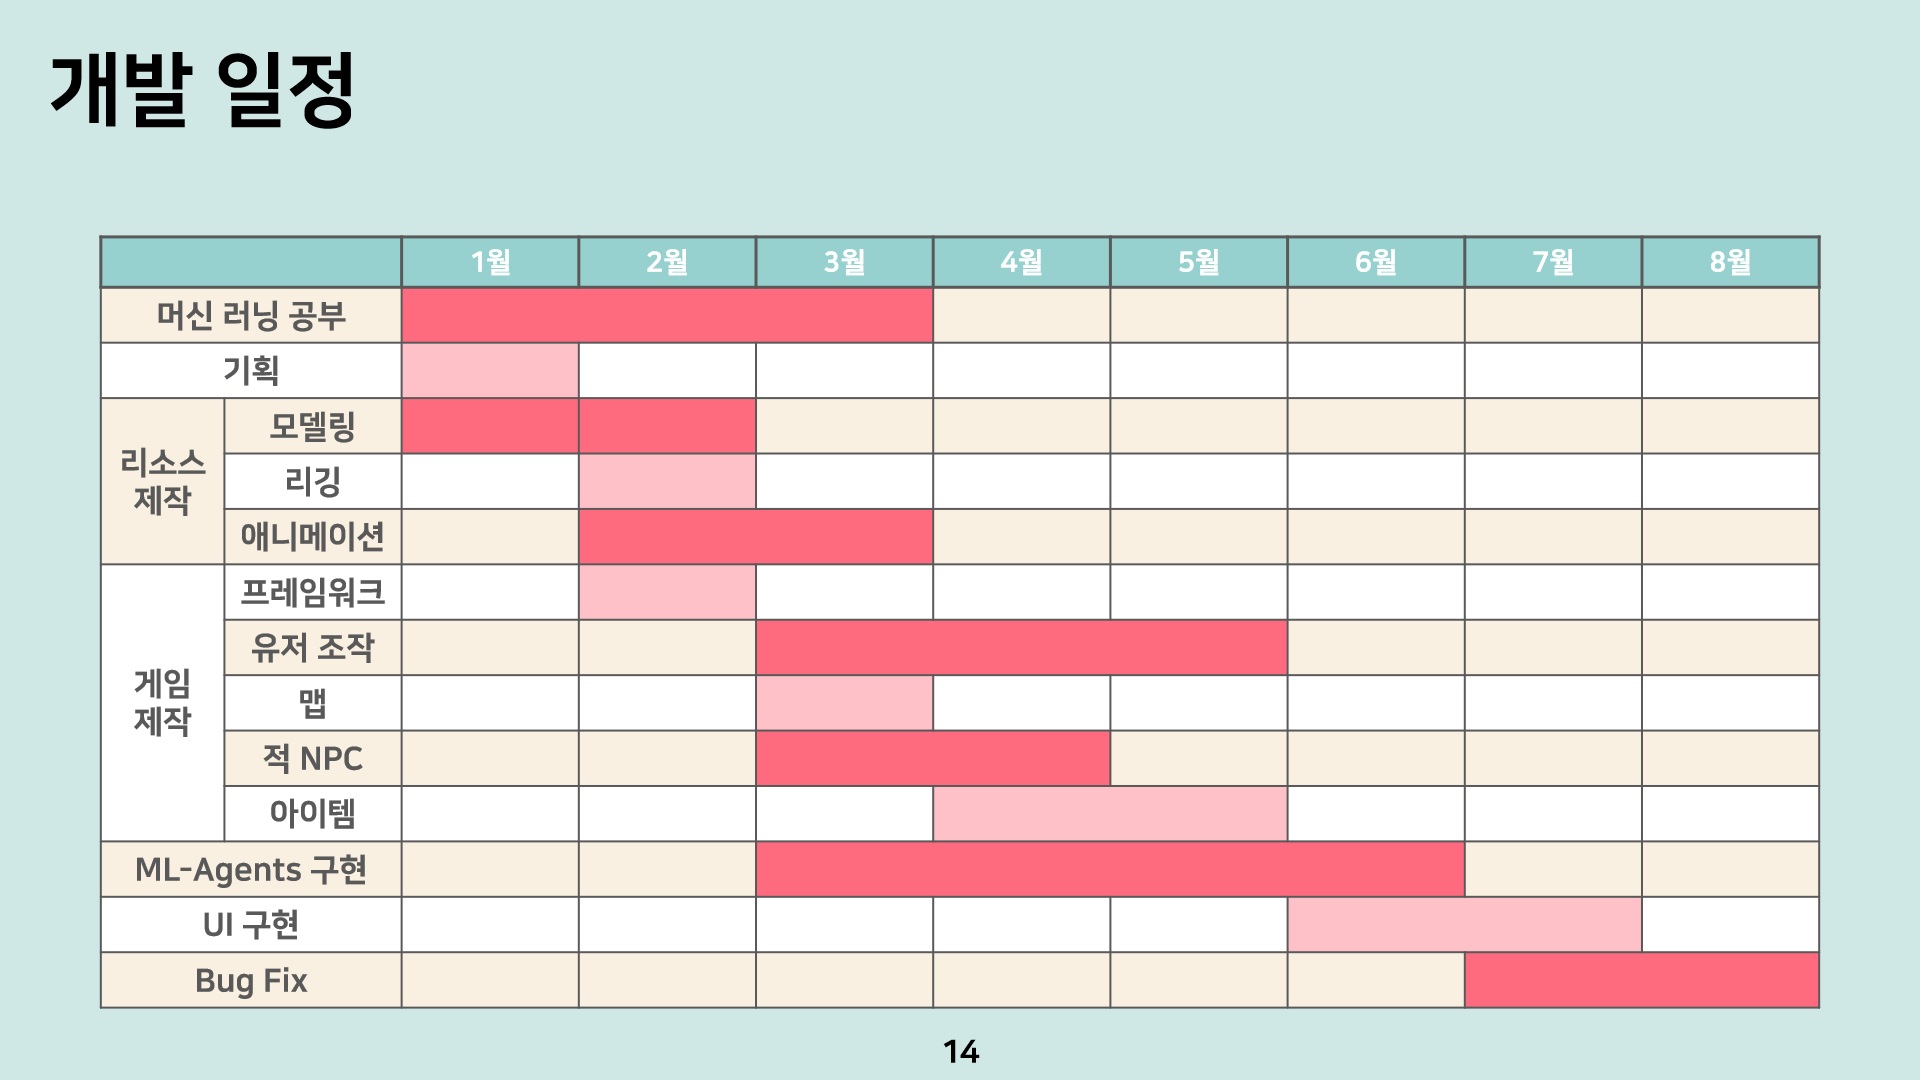 개발 일정
1월 2월 3월 4월 5월 6월 7월 8월
머신 러닝 공부
기획
리소스
제작
모델링
리깅
애니메이션
게임
제작
프레임워크
유저 조작
맵
적 NPC
아이템
ML-Agents 구현
UI 구현
Bug Fix
14